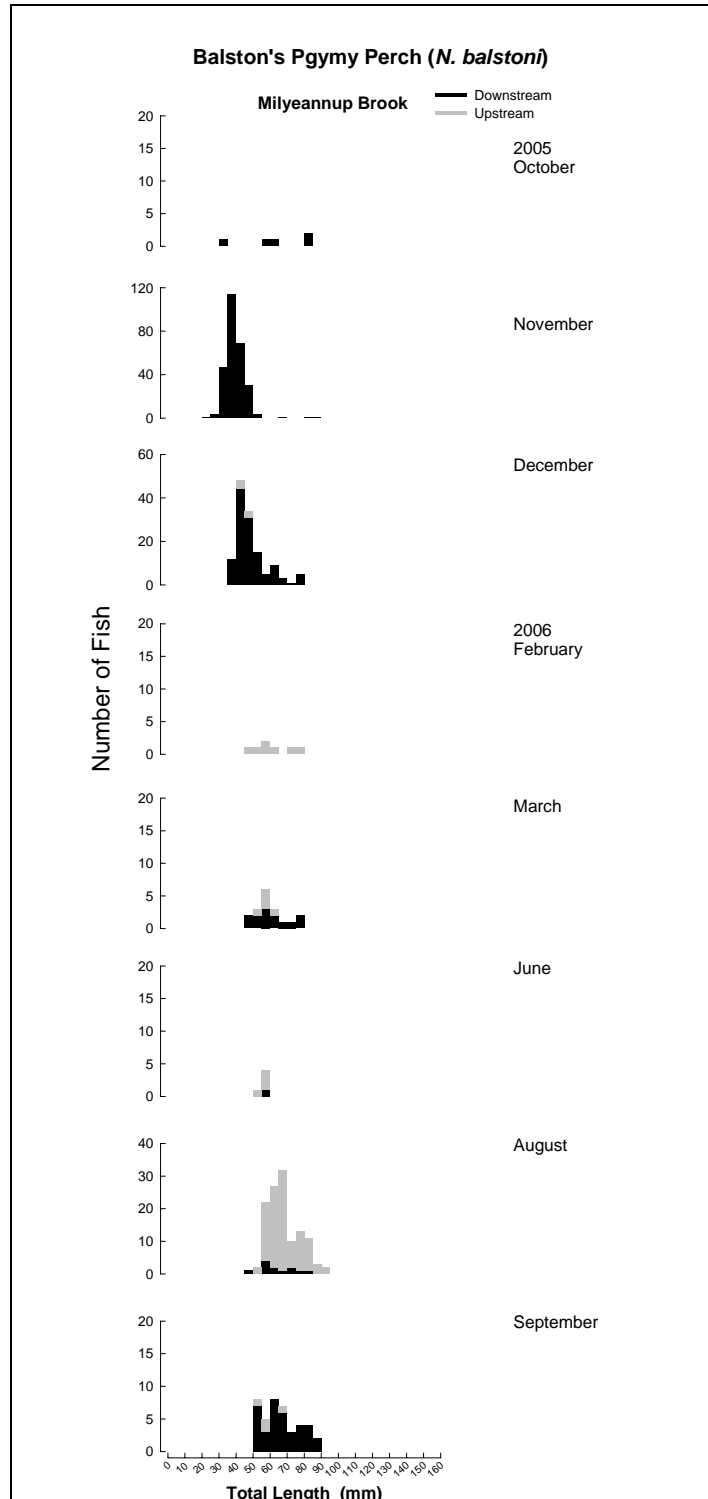 Balston's Pgymy Perch (N. balstoni)
Milyeannup Brook
Downstream
Upstream
20
15
10
5
0
2005
October
120
80
40
0
November
60
40
20
0
December
Number of Fish
20
15
10
5
0
2006
February
20
15
10
5
0
March
20
15
10
5
0
June
40
30
20
10
0
August
20
15
10
5
0
September
0 10 20 30 40 50 60 70 80 90 100 110 120 130 140 150 160
Total Length (mm)